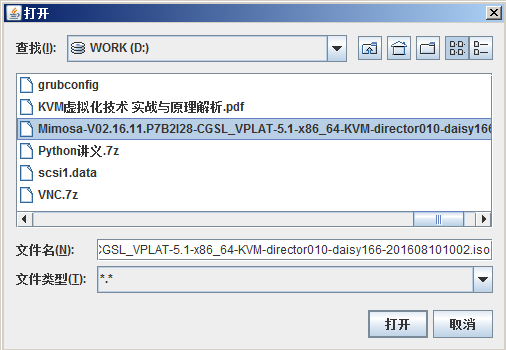 打开
查找(I): WORK (D:)
grubconfig
KVM虚拟化技术 实战与原理解析.pdf
Mimosa-V02.16.11.P7B2I28-CGSL_VPLAT-5.1-x86_64-KVM-director010-daisy166
Python讲义.7z
scsi1.data
VNC.7z
文件名(N): CGSL_VPLAT-5.1-x86_64-KVM-director010-daisy166-201608101002.iso
文件类型(T): *.*
打开 取消